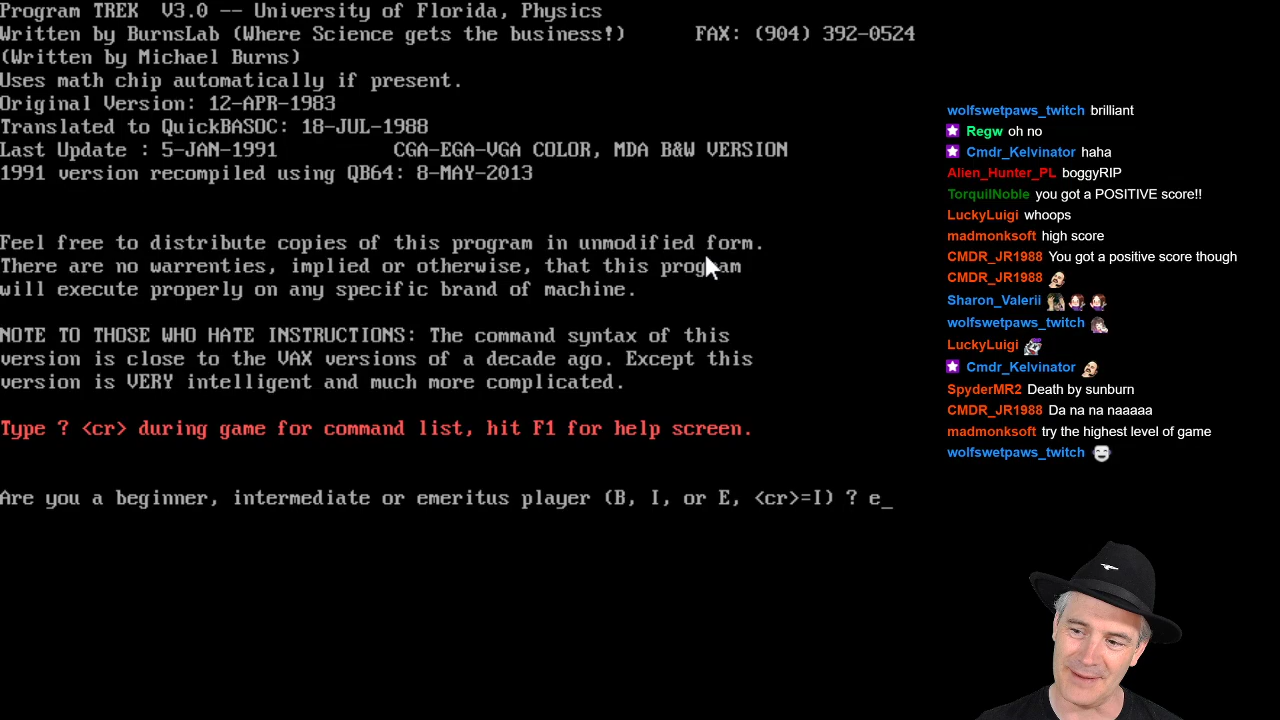 Program TREK  V3.0 -- University of Florida, Physics
Written by BurnsLab (Where Science gets the business!)      FAX: (904) 392-0524
(Written by Michael Burns)
Uses math chip automatically if present.
Original Version: 12-APR-1983
Translated to QuickBASOC: 18-JUL-1988
Last Update : 5-JAN-1991          CGA-EGA-VGA COLOR, MDA B&W VERSION
1991 version recompiled using QB64: 8-MAY-2013
Feel free to distribute copies of this program in unmodified form.
There are no warrenties, implied or otherwise, that this program
will execute properly on any specific brand of machine.
NOTE TO THOSE WHO HATE INSTRUCTIONS: The command syntax of this
version is close to the VAX versions of a decade ago. Except this
version is VERY intelligent and much more complicated.
Type ? <cr> during game for command list, hit F1 for help screen.
Are you a beginner, intermediate or emeritus player (B, I, or E, <cr>=I) ? e_
wolfswetpaws_twitch brilliant
Regw oh no
Cmdr_Kelvinator haha
Alien_Hunter_PL boggyRIP
TorquilNoble you got a POSITIVE score!!
LuckyLuigi whoops
madmonksoft high score
CMDR_JR1988 You got a positive score though
CMDR_JR1988
Sharon_Valerii
wolfswetpaws_twitch
LuckyLuigi
Cmdr_Kelvinator
SpyderMR2 Death by sunburn
CMDR_JR1988 Da na na naaaaa
madmonksoft try the highest level of game
wolfswetpaws_twitch